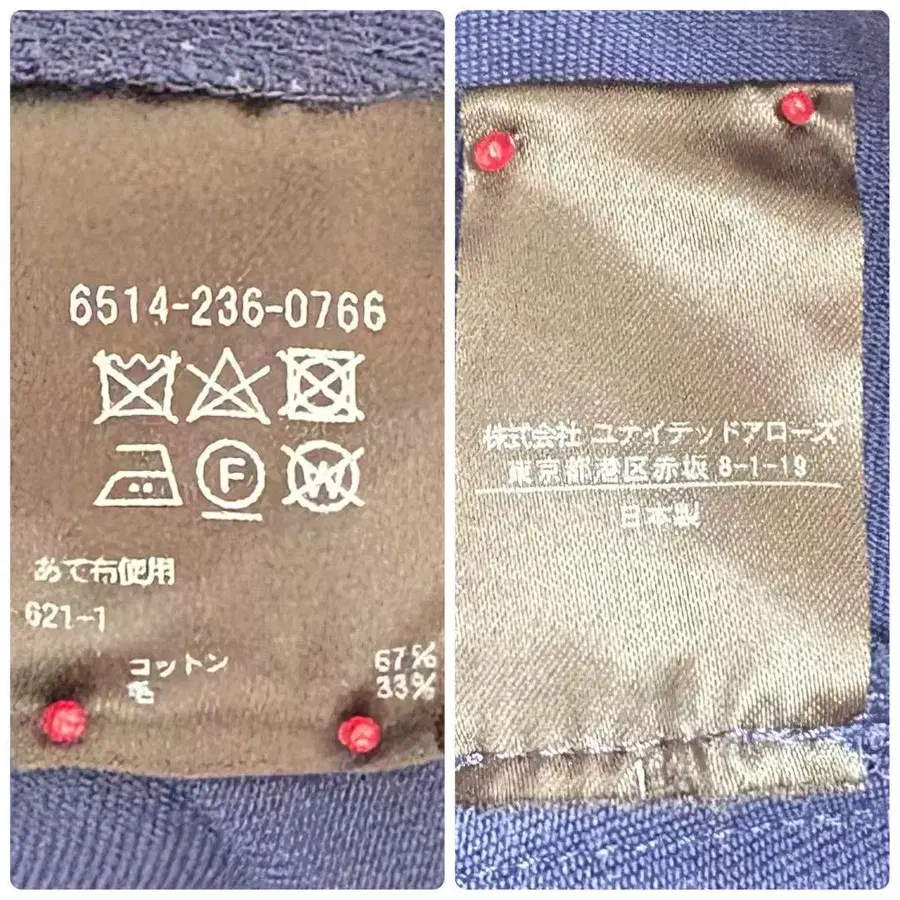 6514-236-0766
F
W
あて布使用
621-1
コットン 67%
毛 33%
株式会社 ユナイテッドアローズ
東京都港区赤坂 8-1-19
日本製